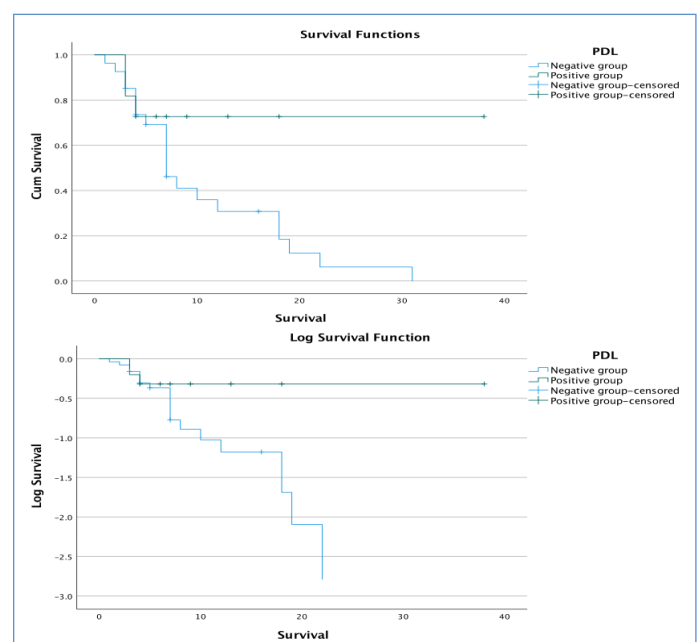 Survival Functions
PDL
Negative group
Positive group
Negative group-censored
Positive group-censored
Cum Survival
1.0
0.8
0.6
0.4
0.2
0.0
0 10 20 30 40
Survival
Log Survival Function
PDL
Negative group
Positive group
Negative group-censored
Positive group-censored
Log Survival
0.0
-0.5
-1.0
-1.5
-2.0
-2.5
-3.0
0 10 20 30 40
Survival